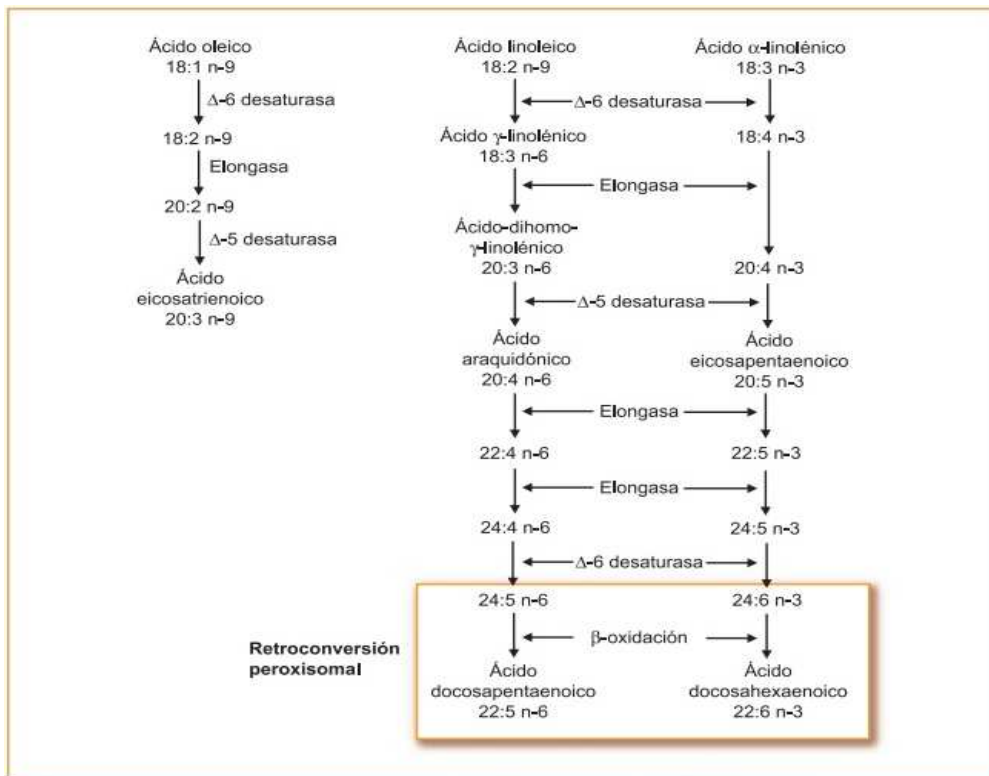 Ácido oleico
18:1 n-9
Δ-6 desaturasa
18:2 n-9
Elongasa
20:2 n-9
Δ-5 desaturasa
Ácido
eicosatrienoico
20:3 n-9
Ácido linoleico
18:2 n-9
Ácido α-linolénico
18:3 n-3
Δ-6 desaturasa
Ácido γ-linolénico
18:3 n-6
18:4 n-3
Elongasa
Ácido-dihomo-
γ-linolénico
20:3 n-6
20:4 n-3
Δ-5 desaturasa
Ácido
araquidónico
20:4 n-6
Ácido
eicosapentaenoico
20:5 n-3
Elongasa
22:4 n-6
22:5 n-3
Elongasa
24:4 n-6
24:5 n-3
Δ-6 desaturasa
24:5 n-6
24:6 n-3
Retroconversión
peroxisomal
β-oxidación
Ácido
docosapentaenoico
22:5 n-6
Ácido
docosahexaenoico
22:6 n-3